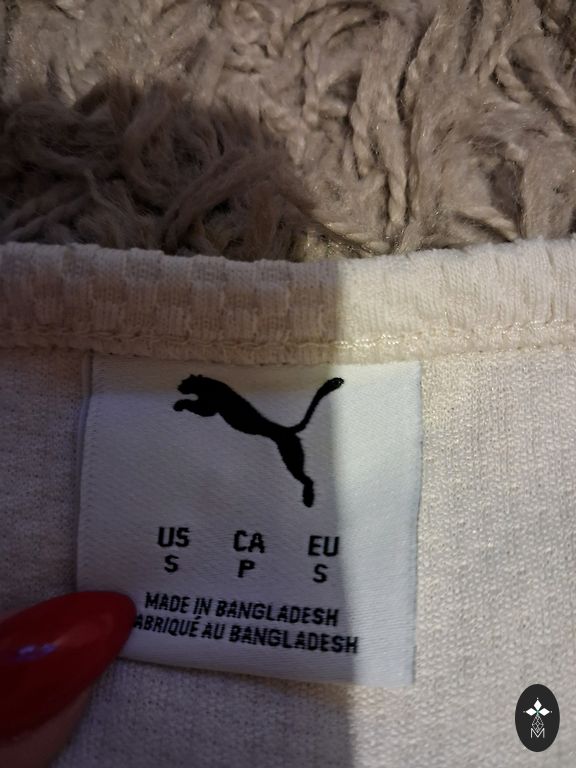 US CA EU
S P S
MADE IN BANGLADESH
ABRIQUÉ AU BANGLADESH
M